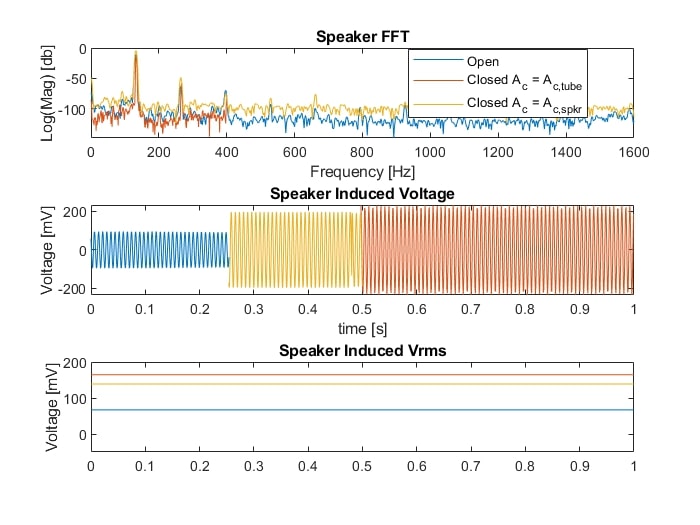 Speaker FFT
Log(Mag) [db]
0
-50
-100
Open
Closed A_c = A_c,tube
Closed A_c = A_c,spkr
0 200 400 600 800 1000 1200 1400 1600
Frequency [Hz]
Speaker Induced Voltage
Voltage [mV]
200
0
-200
0 0.1 0.2 0.3 0.4 0.5 0.6 0.7 0.8 0.9 1
time [s]
Speaker Induced Vrms
Voltage [mV]
200
100
0
0 0.1 0.2 0.3 0.4 0.5 0.6 0.7 0.8 0.9 1